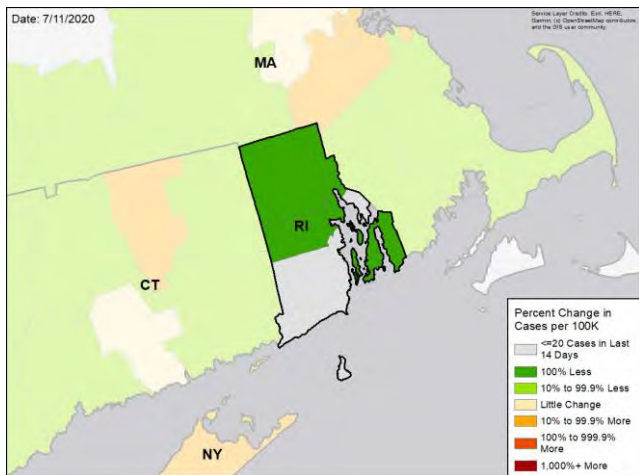 Date: 7/11/2020
Service Layer Credits: Esri, HERE,
Garmin, (c) OpenStreetMap contributors,
and the GIS user community
MA
RI
CT
NY
Percent Change in
Cases per 100K
<=20 Cases in Last
14 Days
100% Less
10% to 99.9% Less
Little Change
10% to 99.9% More
100% to 999.9%
More
1,000%+ More